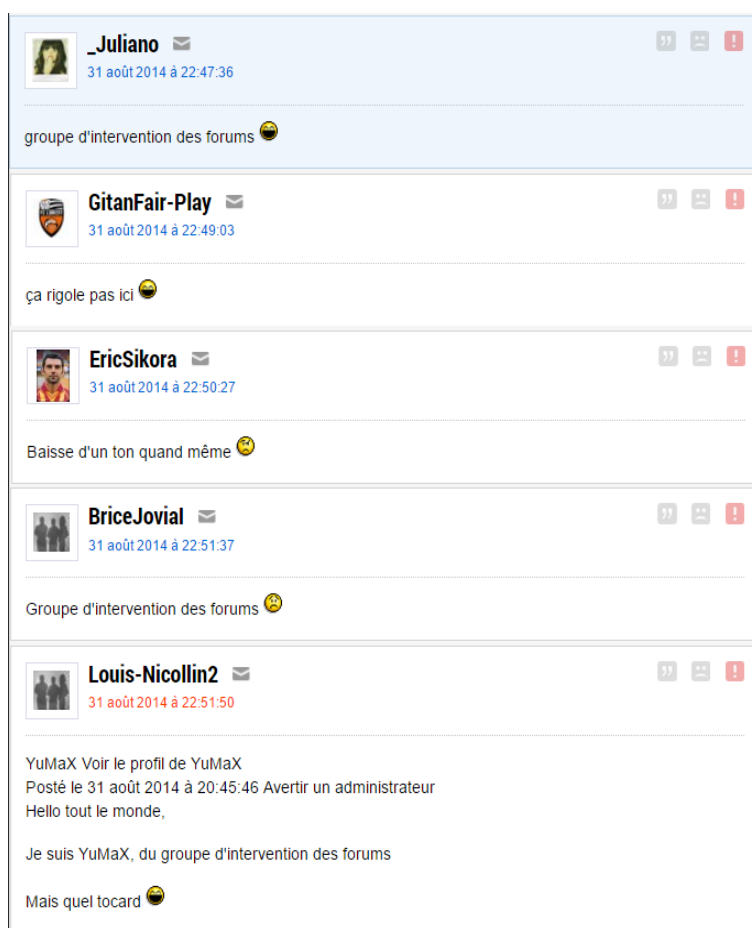 _Juliano
31 août 2014 à 22:47:36
groupe d'intervention des forums
GitanFair-Play
31 août 2014 à 22:49:03
ça rigole pas ici
EricSikora
31 août 2014 à 22:50:27
Baisse d'un ton quand même
BriceJovial
31 août 2014 à 22:51:37
Groupe d'intervention des forums
Louis-Nicollin2
31 août 2014 à 22:51:50
YuMaX Voir le profil de YuMaX
Posté le 31 août 2014 à 20:45:46 Avertir un administrateur
Hello tout le monde,
Je suis YuMaX, du groupe d'intervention des forums
Mais quel tocard